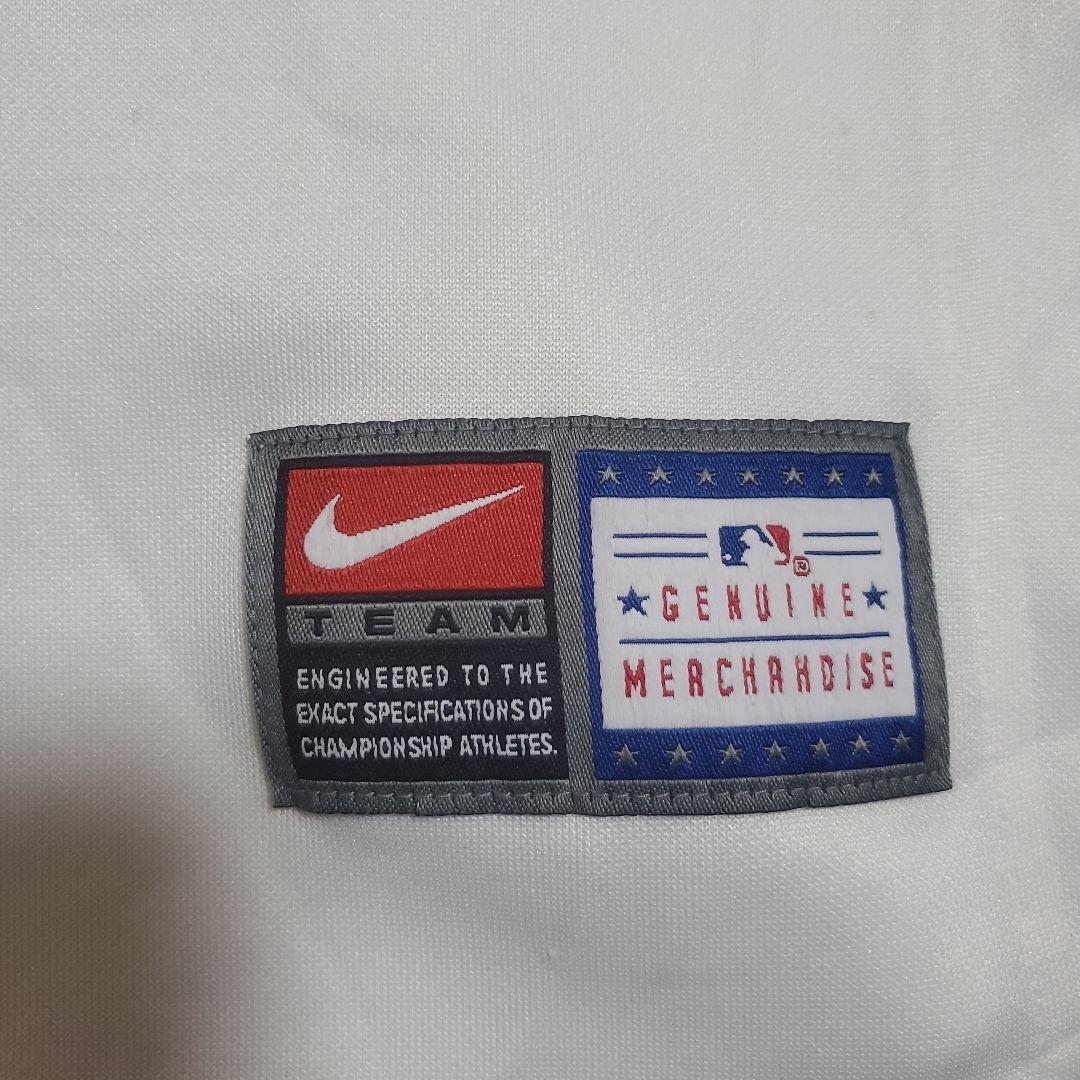 TEAM
ENGINEERED TO THE
EXACT SPECIFICATIONS OF
CHAMPIONSHIP ATHLETES.
®
GENUINE
MERCHANDISE